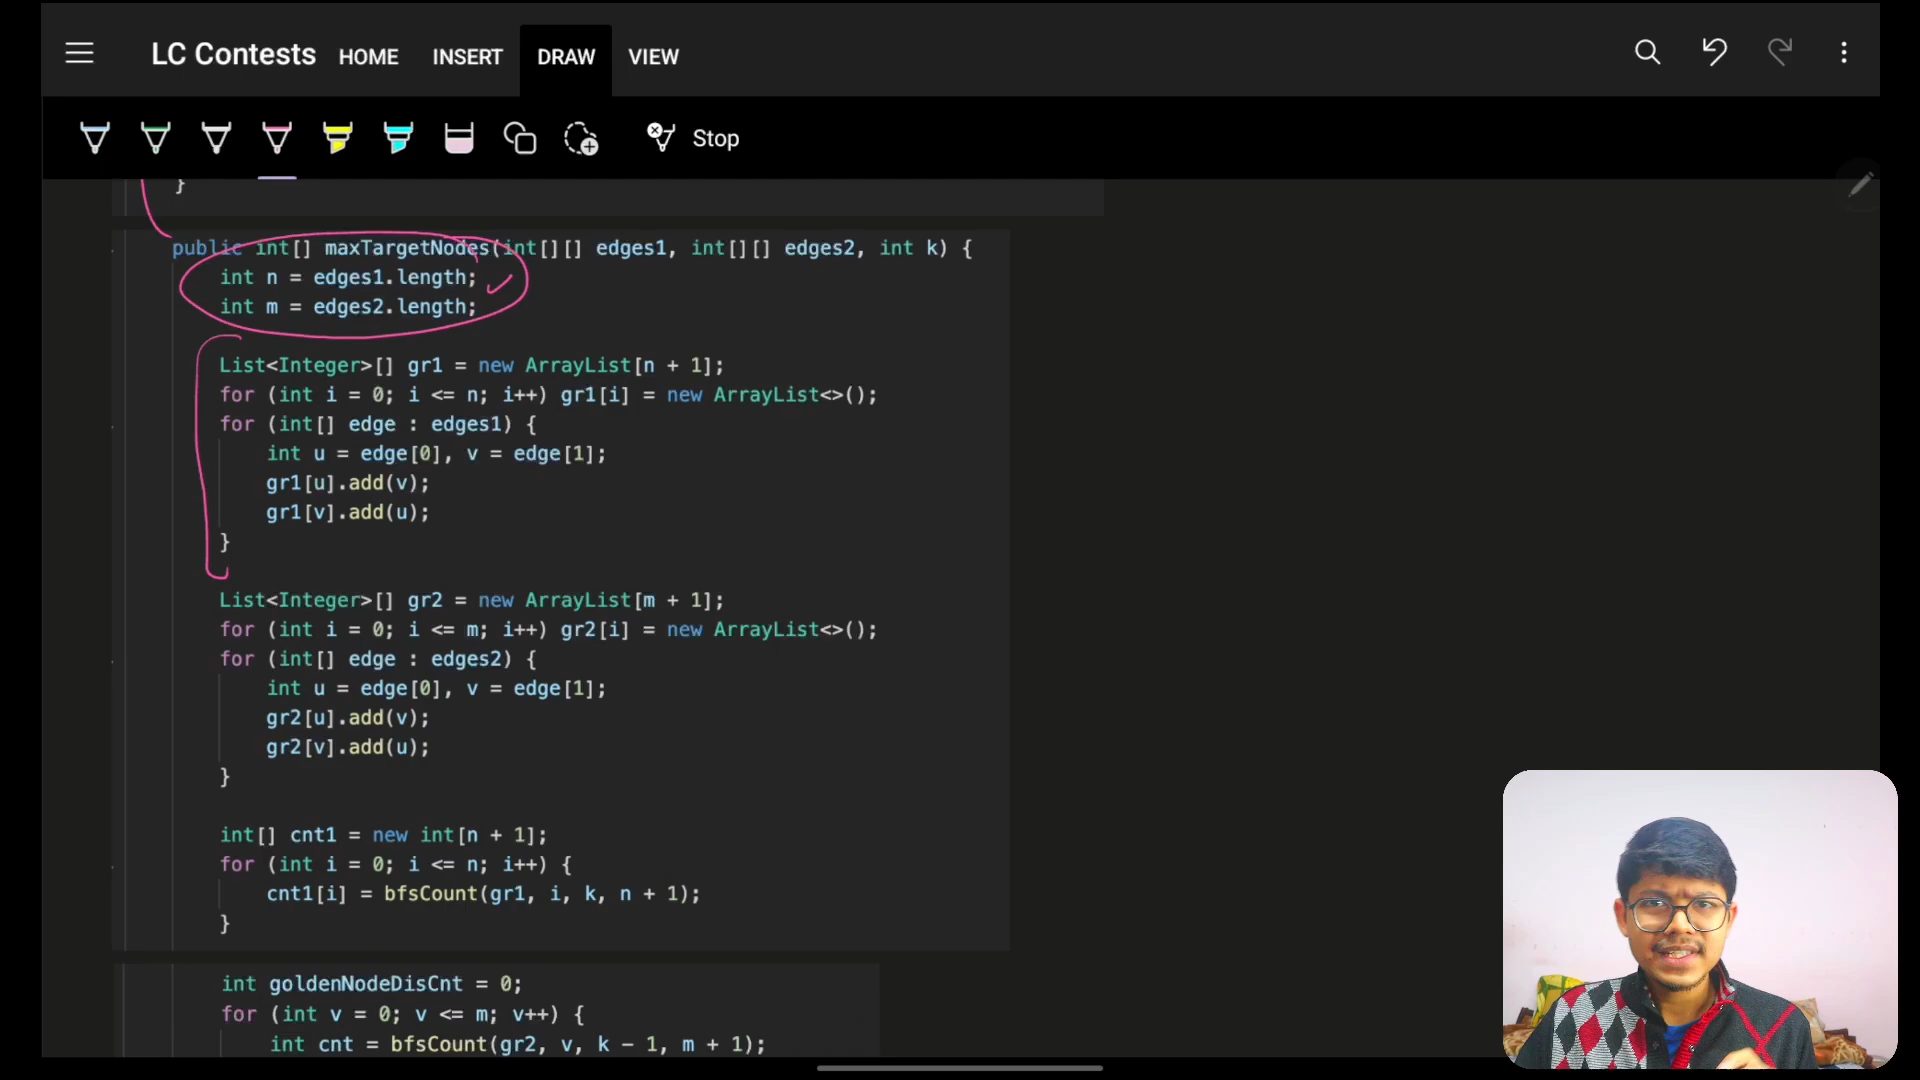 LC Contests HOME INSERT DRAW VIEW
Stop
}
public int[] maxTargetNodes(int[][] edges1, int[][] edges2, int k) {
int n = edges1.length;
int m = edges2.length;
List<Integer>[] gr1 = new ArrayList[n + 1];
for (int i = 0; i <= n; i++) gr1[i] = new ArrayList<>();
for (int[] edge : edges1) {
int u = edge[0], v = edge[1];
gr1[u].add(v);
gr1[v].add(u);
}
List<Integer>[] gr2 = new ArrayList[m + 1];
for (int i = 0; i <= m; i++) gr2[i] = new ArrayList<>();
for (int[] edge : edges2) {
int u = edge[0], v = edge[1];
gr2[u].add(v);
gr2[v].add(u);
}
int[] cnt1 = new int[n + 1];
for (int i = 0; i <= n; i++) {
cnt1[i] = bfsCount(gr1, i, k, n + 1);
}
int goldenNodeDisCnt = 0;
for (int v = 0; v <= m; v++) {
int cnt = bfsCount(gr2, v, k - 1, m + 1);